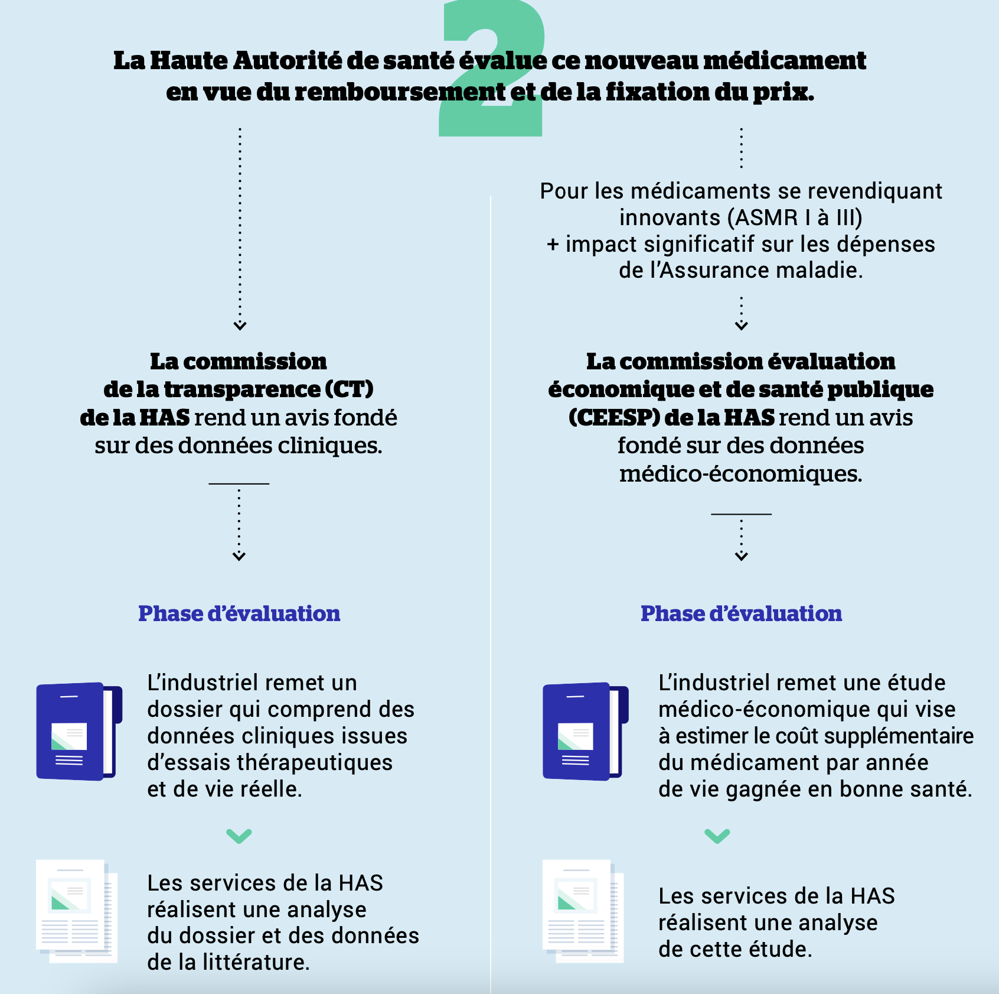 2
La Haute Autorité de santé évalue ce nouveau médicament
en vue du remboursement et de la fixation du prix.
La commission
de la transparence (CT)
de la HAS rend un avis fondé
sur des données cliniques.
Phase d’évaluation
L’industriel remet un
dossier qui comprend des
données cliniques issues
d’essais thérapeutiques
et de vie réelle.
Les services de la HAS
réalisent une analyse
du dossier et des données
de la littérature.
Pour les médicaments se revendiquant
innovants (ASMR I à III)
+ impact significatif sur les dépenses
de l’Assurance maladie.
La commission évaluation
économique et de santé publique
(CEESP) de la HAS rend un avis
fondé sur des données
médico-économiques.
Phase d’évaluation
L’industriel remet une étude
médico-économique qui vise
à estimer le coût supplémentaire
du médicament par année
de vie gagnée en bonne santé.
Les services de la HAS
réalisent une analyse
de cette étude.